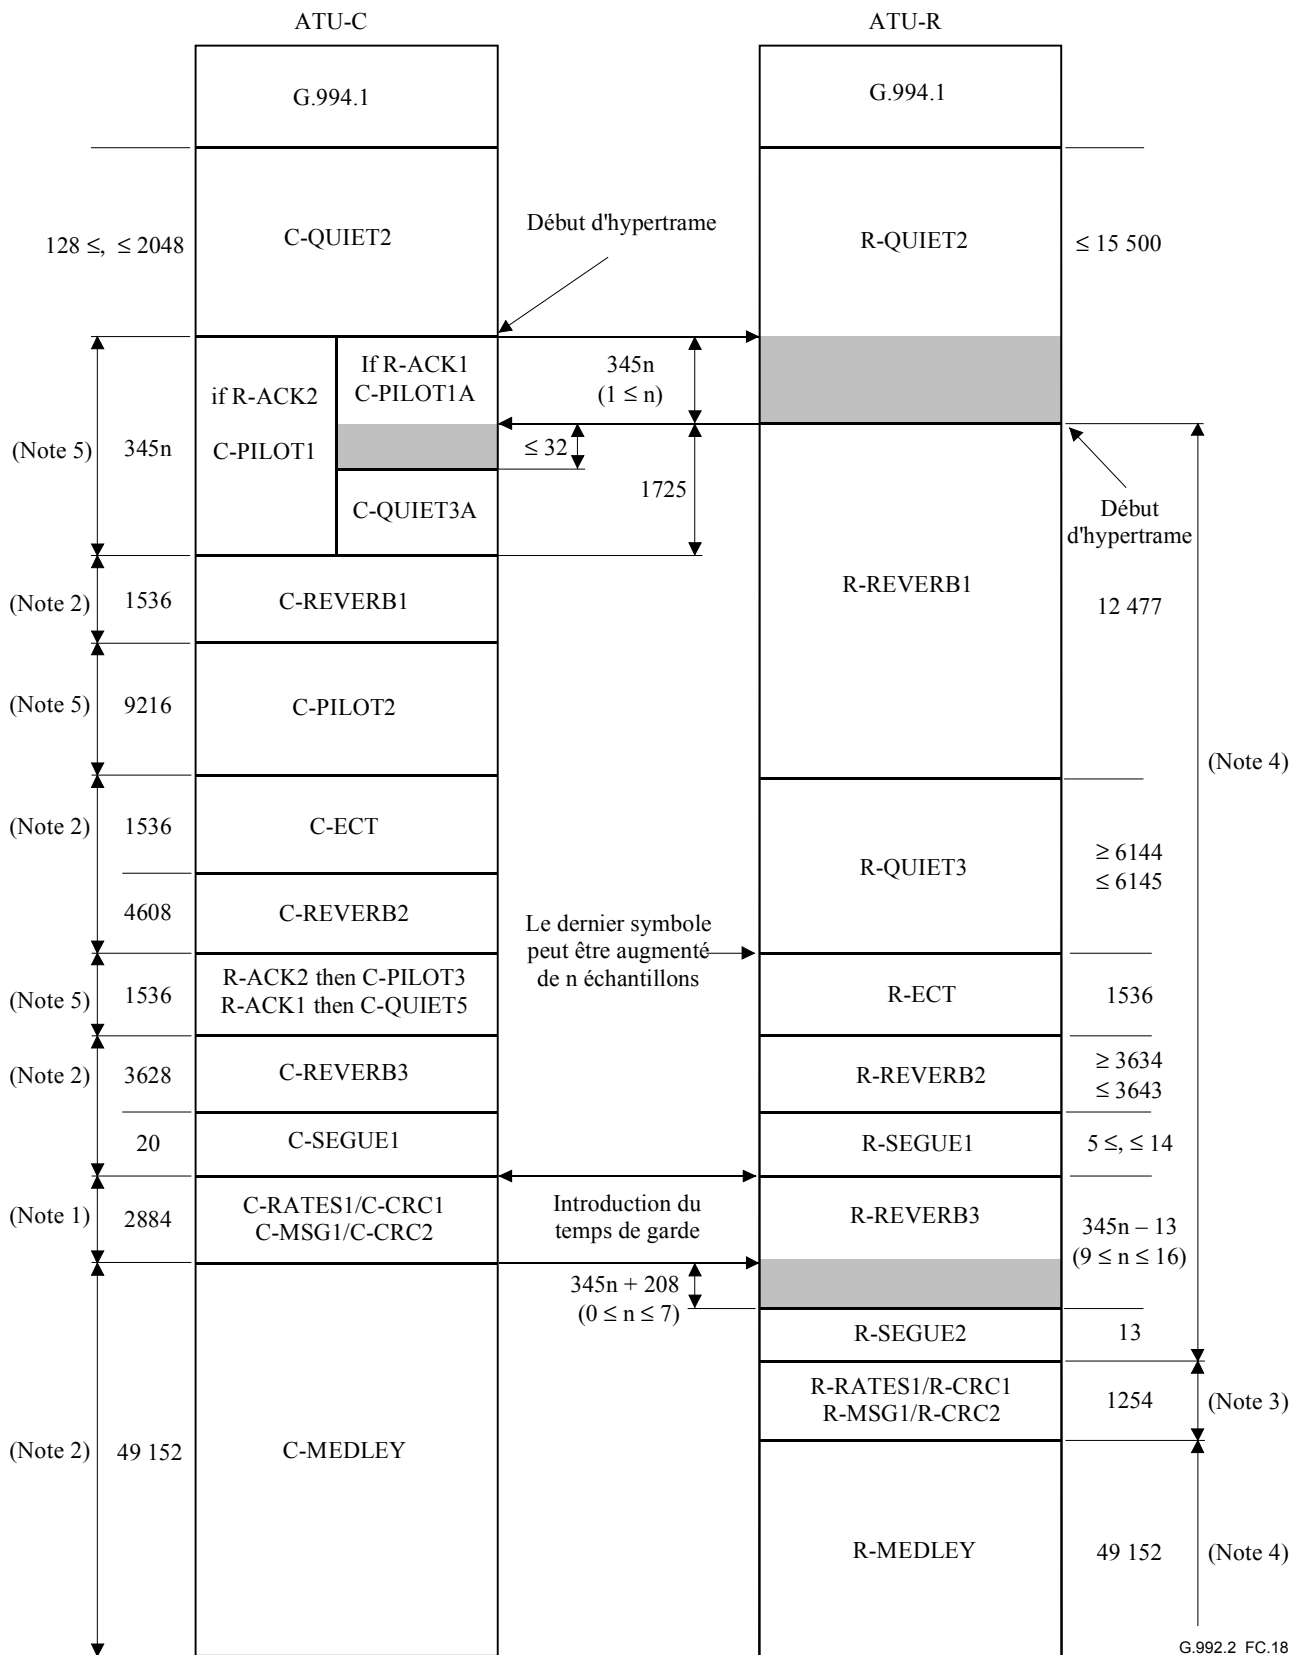 ATU-C
ATU-R
G.994.1
G.994.1
128 ≤, ≤ 2048
C-QUIET2
Début d'hypertrame
R-QUIET2
≤ 15 500
(Note 5)
345n
if R-ACK2
C-PILOT1
If R-ACK1
C-PILOT1A
345n
(1 ≤ n)
≤ 32
C-QUIET3A
1725
Début
d'hypertrame
(Note 2)
1536
C-REVERB1
R-REVERB1
12 477
(Note 5)
9216
C-PILOT2
(Note 4)
(Note 2)
1536
C-ECT
R-QUIET3
≥ 6144
≤ 6145
4608
C-REVERB2
Le dernier symbole
peut être augmenté
de n échantillons
(Note 5)
1536
R-ACK2 then C-PILOT3
R-ACK1 then C-QUIET5
R-ECT
1536
(Note 2)
3628
C-REVERB3
R-REVERB2
≥ 3634
≤ 3643
20
C-SEGUE1
R-SEGUE1
5 ≤, ≤ 14
(Note 1)
2884
C-RATES1/C-CRC1
C-MSG1/C-CRC2
Introduction du
temps de garde
R-REVERB3
345n – 13
(9 ≤ n ≤ 16)
345n + 208
(0 ≤ n ≤ 7)
R-SEGUE2
13
R-RATES1/R-CRC1
R-MSG1/R-CRC2
1254
(Note 3)
(Note 2)
49 152
C-MEDLEY
R-MEDLEY
49 152
(Note 4)
G.992.2_FC.18